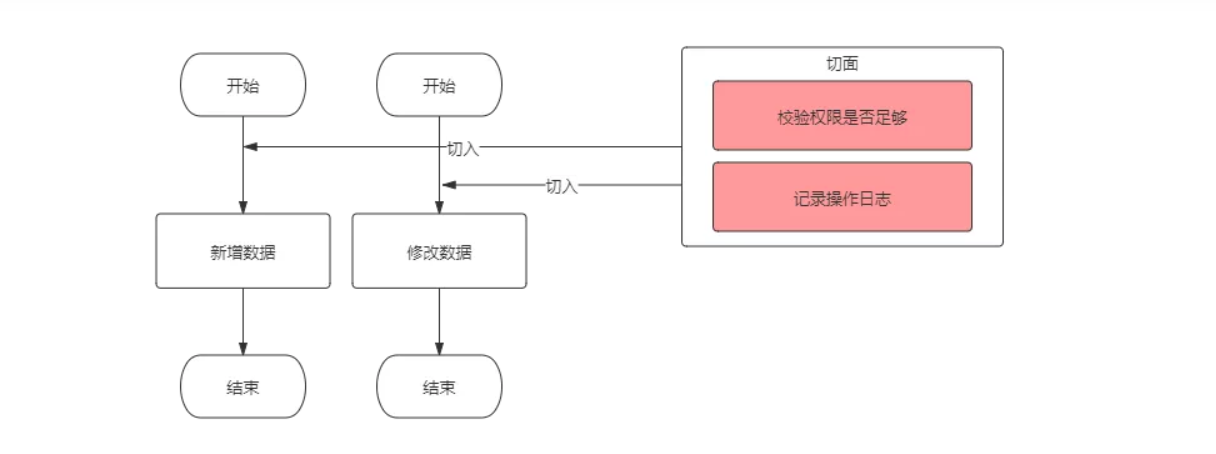 开始
开始
切面
校验权限是否足够
切入
切入
记录操作日志
新增数据
修改数据
结束
结束